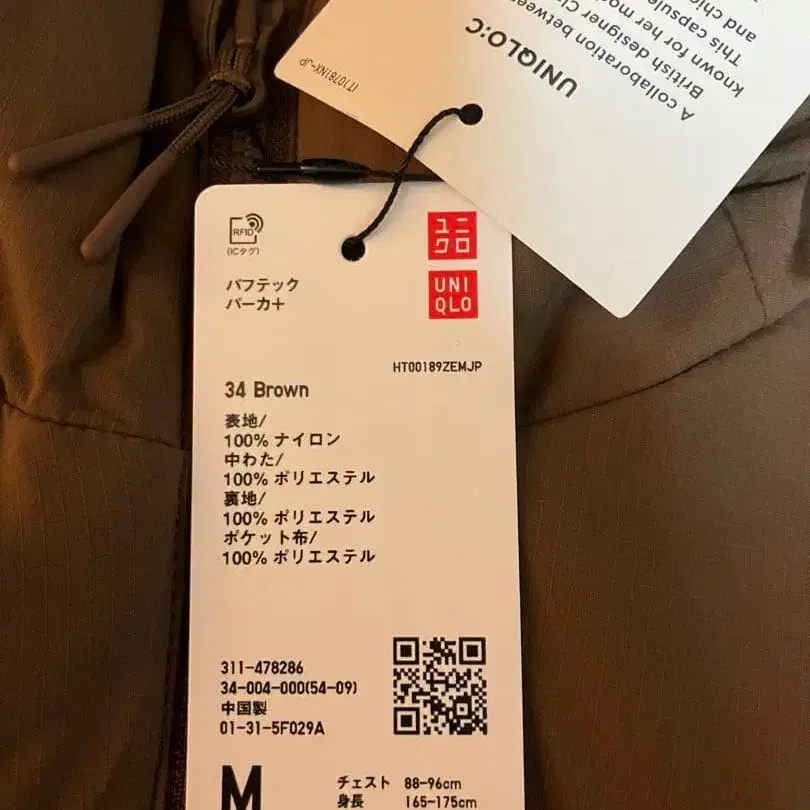 UNIQLO:C
A collaboration between
British designer
known for her
This capsule
and
IT10781NX-JP
RFID
(ICタグ)
ユニ
クロ
UNI
QLO
パフテック
パーカ+
HT00189ZEMJP
34 Brown
表地/
100% ナイロン
中わた/
100% ポリエステル
裏地/
100% ポリエステル
ポケット布/
100% ポリエステル
311-478286
34-004-000(54-09)
中国製
01-31-5F029A
M
チェスト 88-96cm
身長 165-175cm